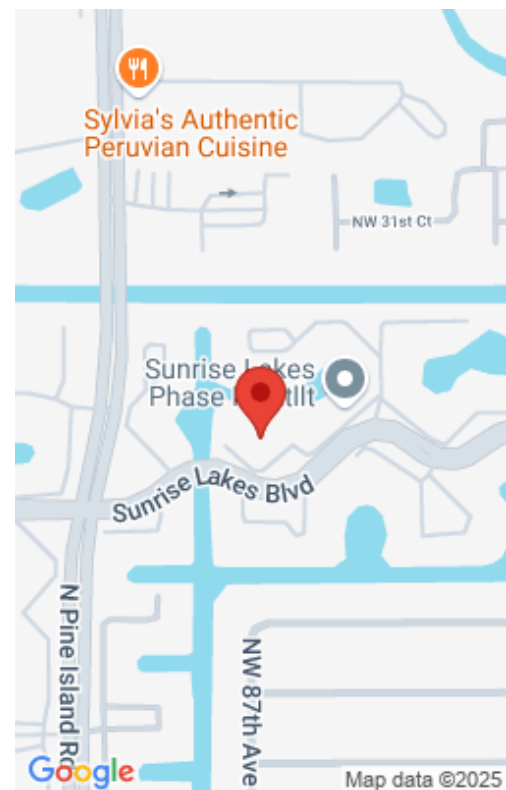 Sylvia's Authentic
Peruvian Cuisine
NW 31st Ct
Sunrise Lakes
Phase
Sunrise Lakes Blvd
N Pine Island Rd
NW 87th Ave
Google
Map data ©2025